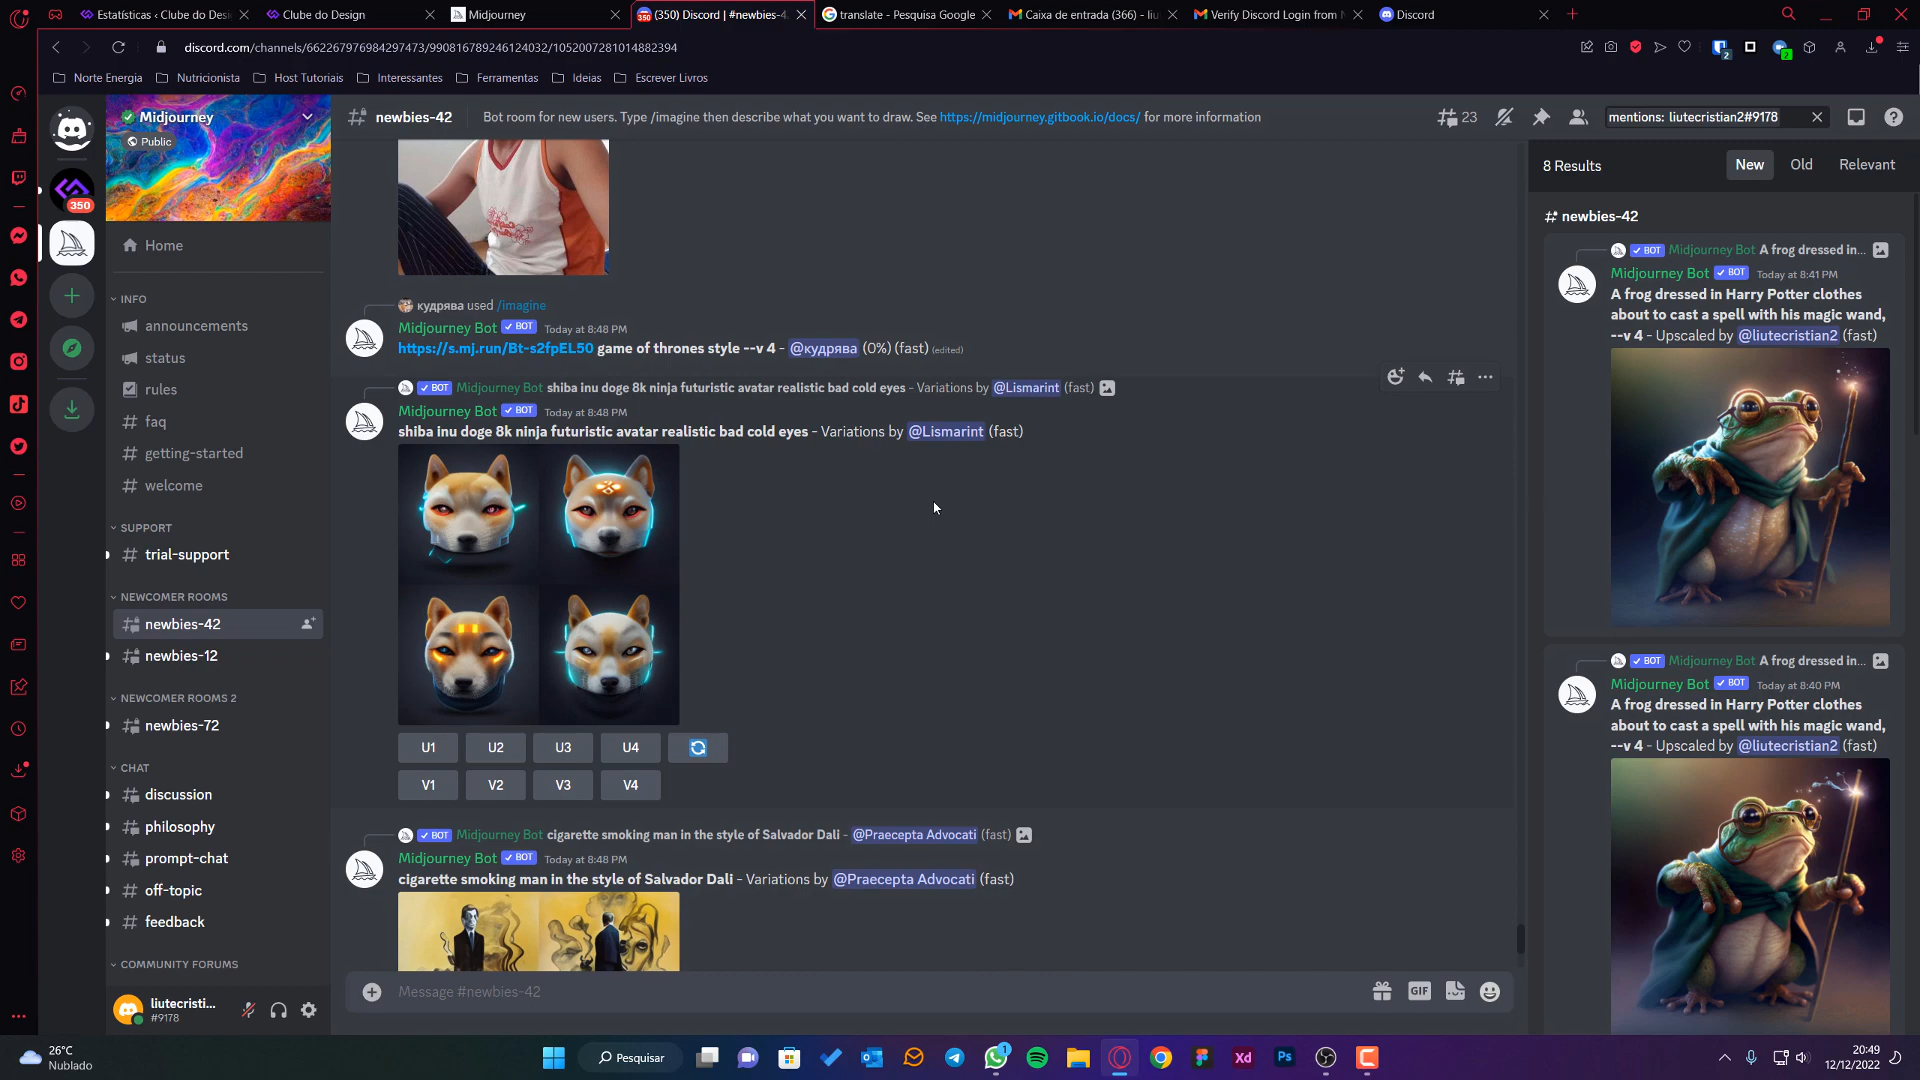 Estatísticas ‹ Clube do Desi
Clube do Design
Midjourney
(350) Discord | #newbies-4
translate - Pesquisa Google
Caixa de entrada (366) - liu
Verify Discord Login from N
Discord
discord.com/channels/662267976984297473/990816789246124032/1052007281014882394
2
2
Norte Energia
Nutricionista
Host Tutoriais
Interessantes
Ferramentas
Ideias
Escrever Livros
Midjourney
Public
350
Home
INFO
announcements
status
rules
faq
getting-started
welcome
SUPPORT
trial-support
NEWCOMER ROOMS
newbies-42
newbies-12
NEWCOMER ROOMS 2
newbies-72
CHAT
discussion
philosophy
prompt-chat
off-topic
feedback
COMMUNITY FORUMS
liutecristi...
#9178
newbies-42
Bot room for new users. Type /imagine then describe what you want to draw. See https://midjourney.gitbook.io/docs/ for more information
23
mentions: liutecristian2#9178
кудрява used /imagine
Midjourney Bot BOT Today at 8:48 PM
https://s.mj.run/Bt-s2fpEL50 game of thrones style --v 4 - @кудрява (0%) (fast) (edited)
BOT Midjourney Bot shiba inu doge 8k ninja futuristic avatar realistic bad cold eyes - Variations by @Lismarint (fast)
Midjourney Bot BOT Today at 8:48 PM
shiba inu doge 8k ninja futuristic avatar realistic bad cold eyes - Variations by @Lismarint (fast)
U1 U2 U3 U4
V1 V2 V3 V4
BOT Midjourney Bot cigarette smoking man in the style of Salvador Dali - @Praecepta Advocati (fast)
Midjourney Bot BOT Today at 8:48 PM
cigarette smoking man in the style of Salvador Dali - Variations by @Praecepta Advocati (fast)
Message #newbies-42
GIF
8 Results
New
Old
Relevant
newbies-42
BOT Midjourney Bot A frog dressed in...
Midjourney Bot BOT Today at 8:41 PM
A frog dressed in Harry Potter clothes
about to cast a spell with his magic wand,
--v 4 - Upscaled by @liutecristian2 (fast)
BOT Midjourney Bot A frog dressed in...
Midjourney Bot BOT Today at 8:40 PM
A frog dressed in Harry Potter clothes
about to cast a spell with his magic wand,
--v 4 - Upscaled by @liutecristian2 (fast)
26°C
Nublado
Pesquisar
1
Xd
Ps
20:49
12/12/2022